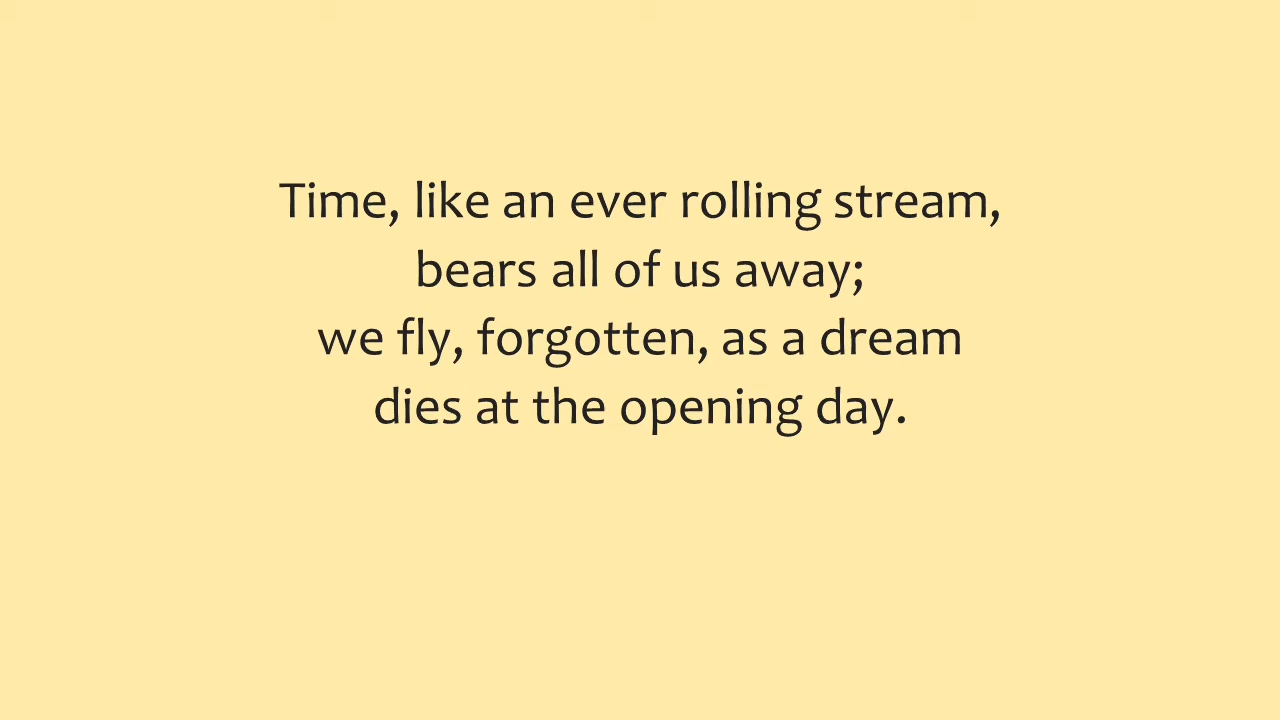 Time, like an ever rolling stream,
bears all of us away;
we fly, forgotten, as a dream
dies at the opening day.